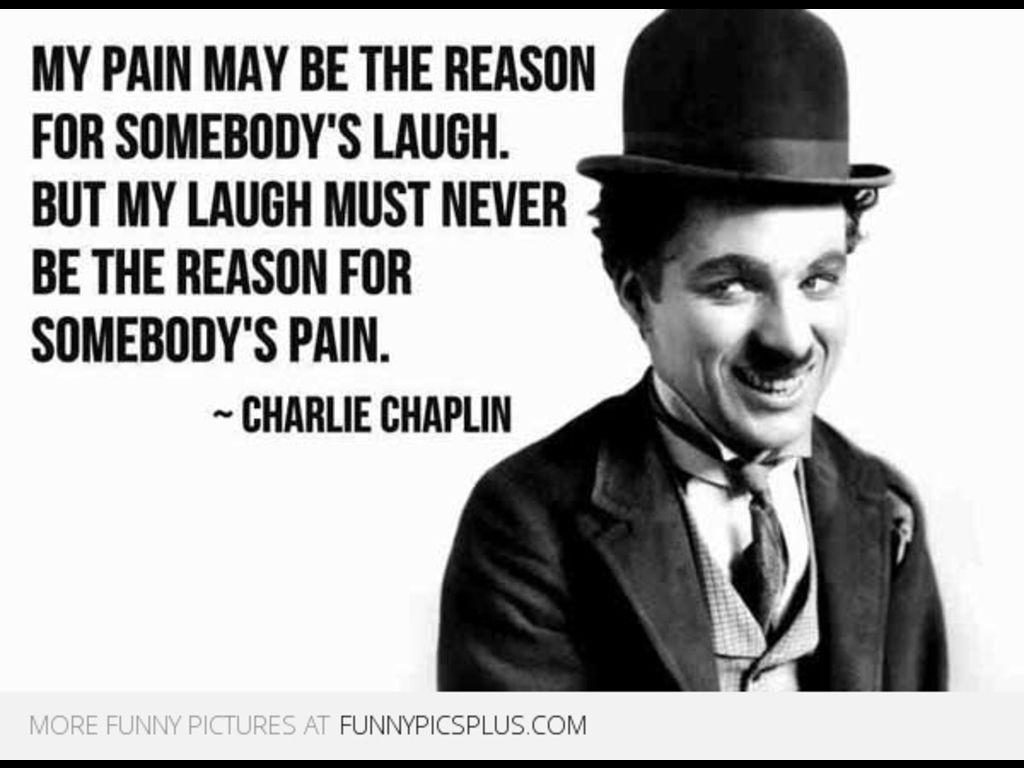 MY PAIN MAY BE THE REASON
FOR SOMEBODY'S LAUGH.
BUT MY LAUGH MUST NEVER
BE THE REASON FOR
SOMEBODY'S PAIN.
~ CHARLIE CHAPLIN
MORE FUNNY PICTURES AT FUNNYPICSPLUS.COM